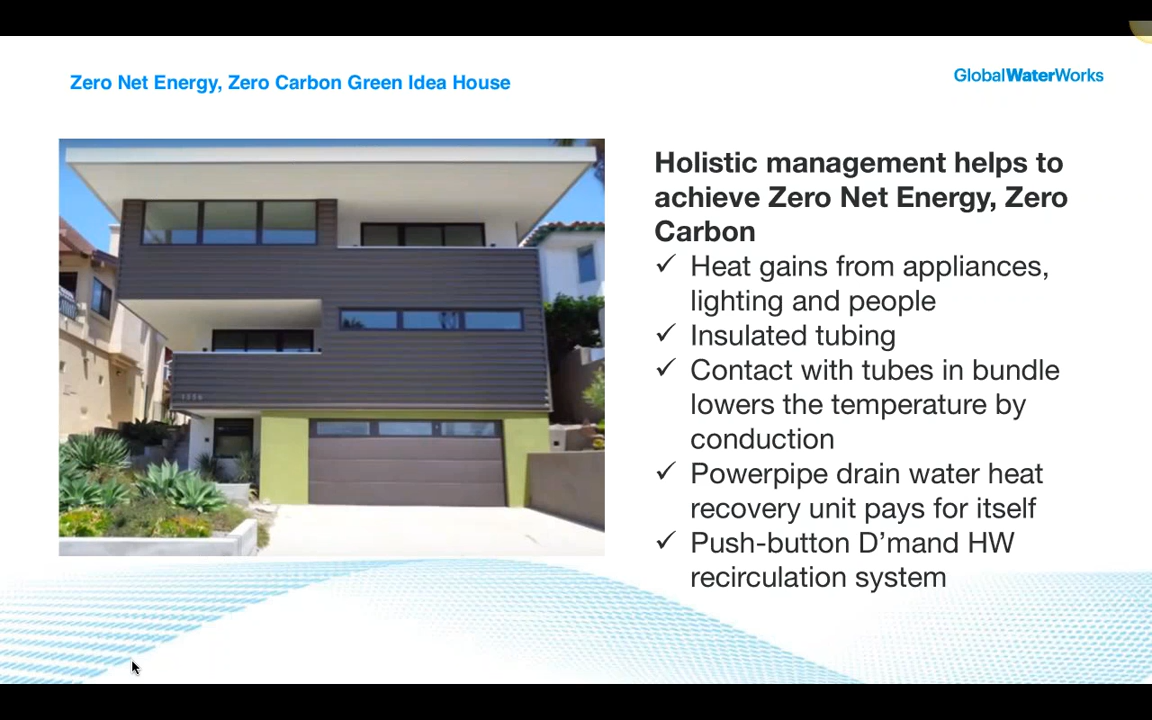 Zero Net Energy, Zero Carbon Green Idea House
GlobalWaterWorks
Holistic management helps to
achieve Zero Net Energy, Zero
Carbon
✓ Heat gains from appliances,
lighting and people
✓ Insulated tubing
✓ Contact with tubes in bundle
lowers the temperature by
conduction
✓ Powerpipe drain water heat
recovery unit pays for itself
✓ Push-button D’mand HW
recirculation system